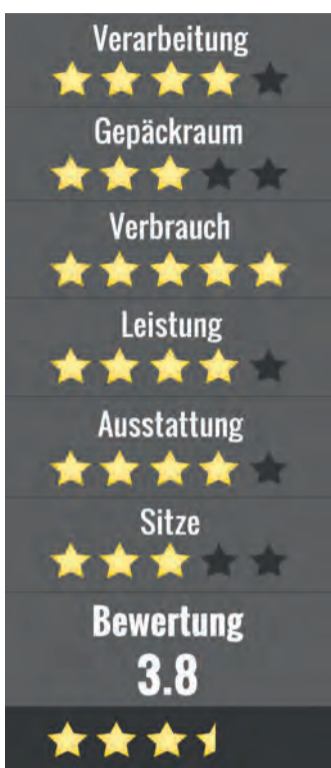 Verarbeitung
Gepäckraum
Verbrauch
Leistung
Ausstattung
Sitze
Bewertung
3.8